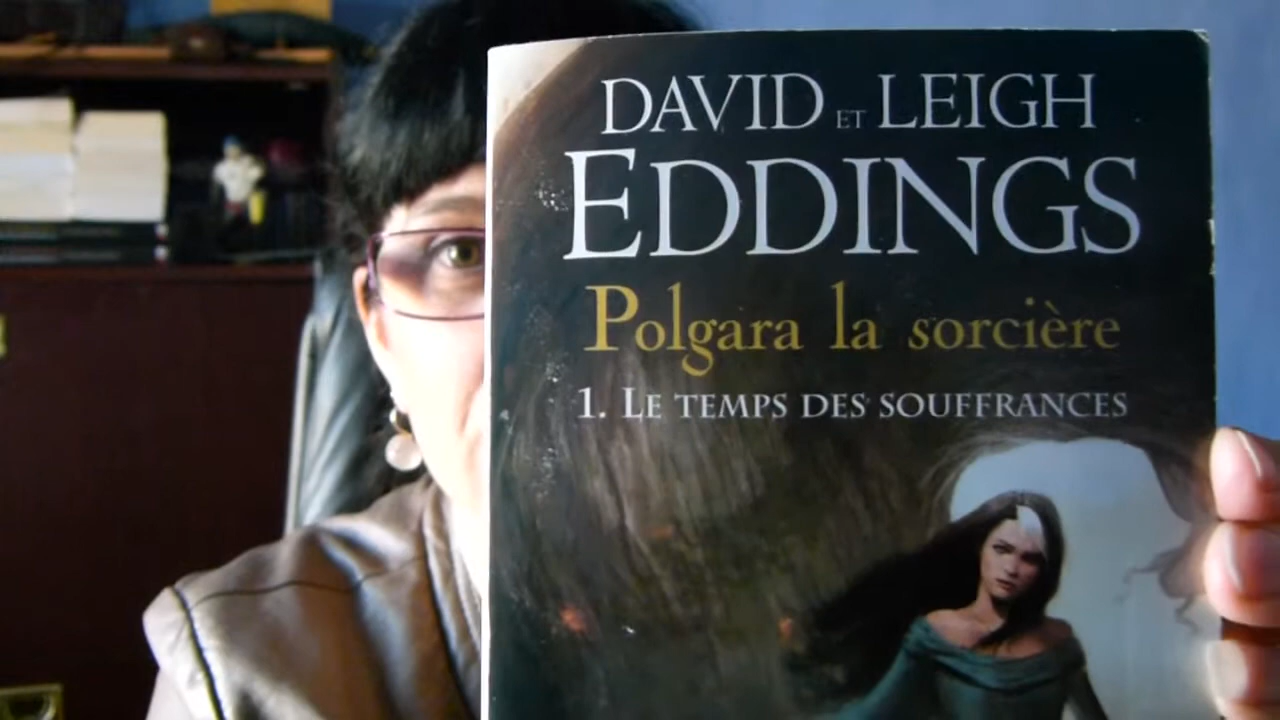 DAVID ET LEIGH
EDDINGS
Polgara la sorcière
1. LE TEMPS DES SOUFFRANCES